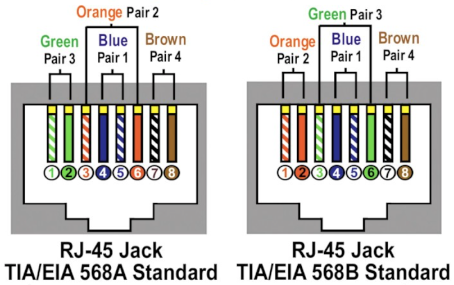 Orange Pair 2
Green
Pair 3
Blue
Pair 1
Brown
Pair 4
1 2 3 4 5 6 7 8
RJ-45 Jack
TIA/EIA 568A Standard
Green Pair 3
Orange
Pair 2
Blue
Pair 1
Brown
Pair 4
1 2 3 4 5 6 7 8
RJ-45 Jack
TIA/EIA 568B Standard